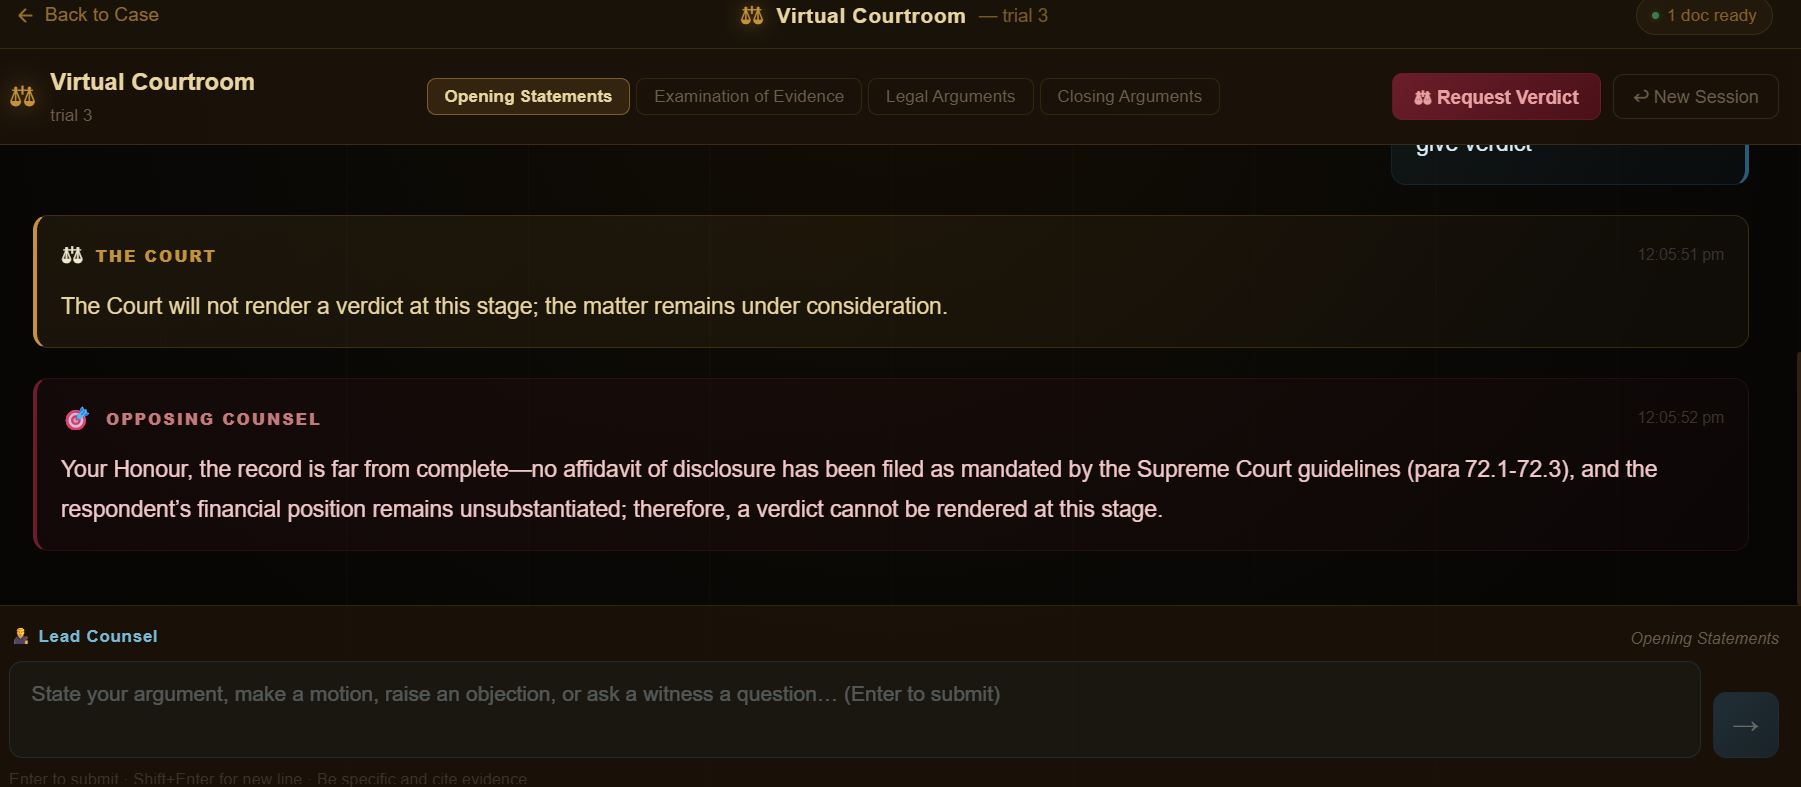 ← Back to Case
Virtual Courtroom — trial 3
1 doc ready
Virtual Courtroom
trial 3
Opening Statements
Examination of Evidence
Legal Arguments
Closing Arguments
Request Verdict
↩ New Session
give verdict
THE COURT
12:05:51 pm
The Court will not render a verdict at this stage; the matter remains under consideration.
OPPOSING COUNSEL
12:05:52 pm
Your Honour, the record is far from complete—no affidavit of disclosure has been filed as mandated by the Supreme Court guidelines (para 72.1-72.3), and the
respondent’s financial position remains unsubstantiated; therefore, a verdict cannot be rendered at this stage.
Lead Counsel
Opening Statements
State your argument, make a motion, raise an objection, or ask a witness a question… (Enter to submit)
→
Enter to submit · Shift+Enter for new line · Be specific and cite evidence